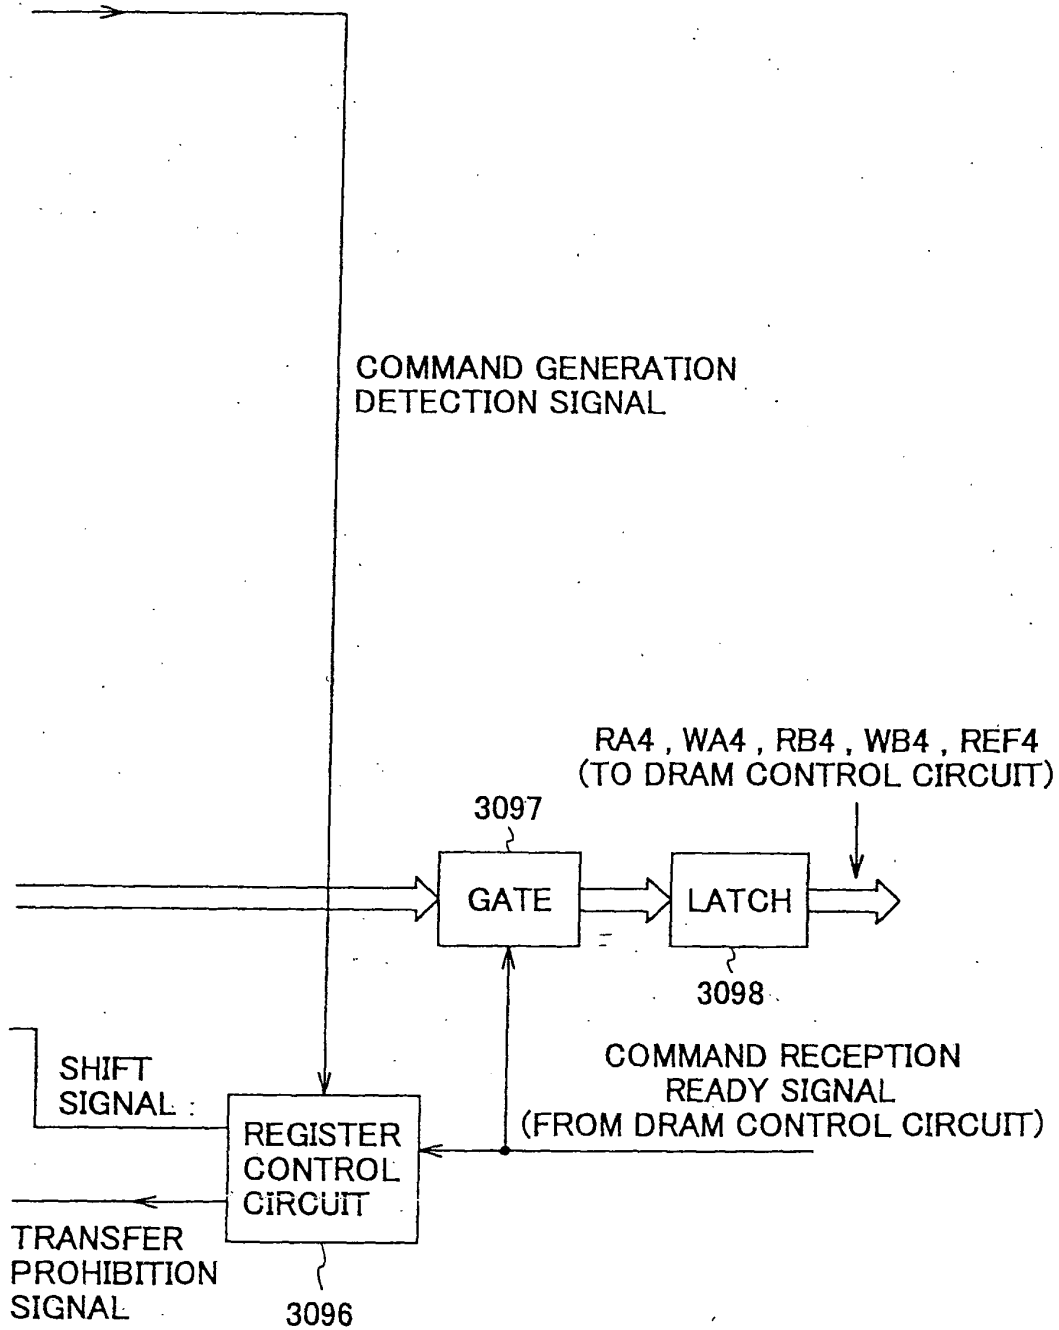 COMMAND GENERATION
DETECTION SIGNAL
RA4 , WA4 , RB4 , WB4 , REF4
(TO DRAM CONTROL CIRCUIT)
3097
GATE
LATCH
3098
COMMAND RECEPTION
READY SIGNAL
(FROM DRAM CONTROL CIRCUIT)
SHIFT
SIGNAL
REGISTER
CONTROL
CIRCUIT
TRANSFER
PROHIBITION
SIGNAL
3096